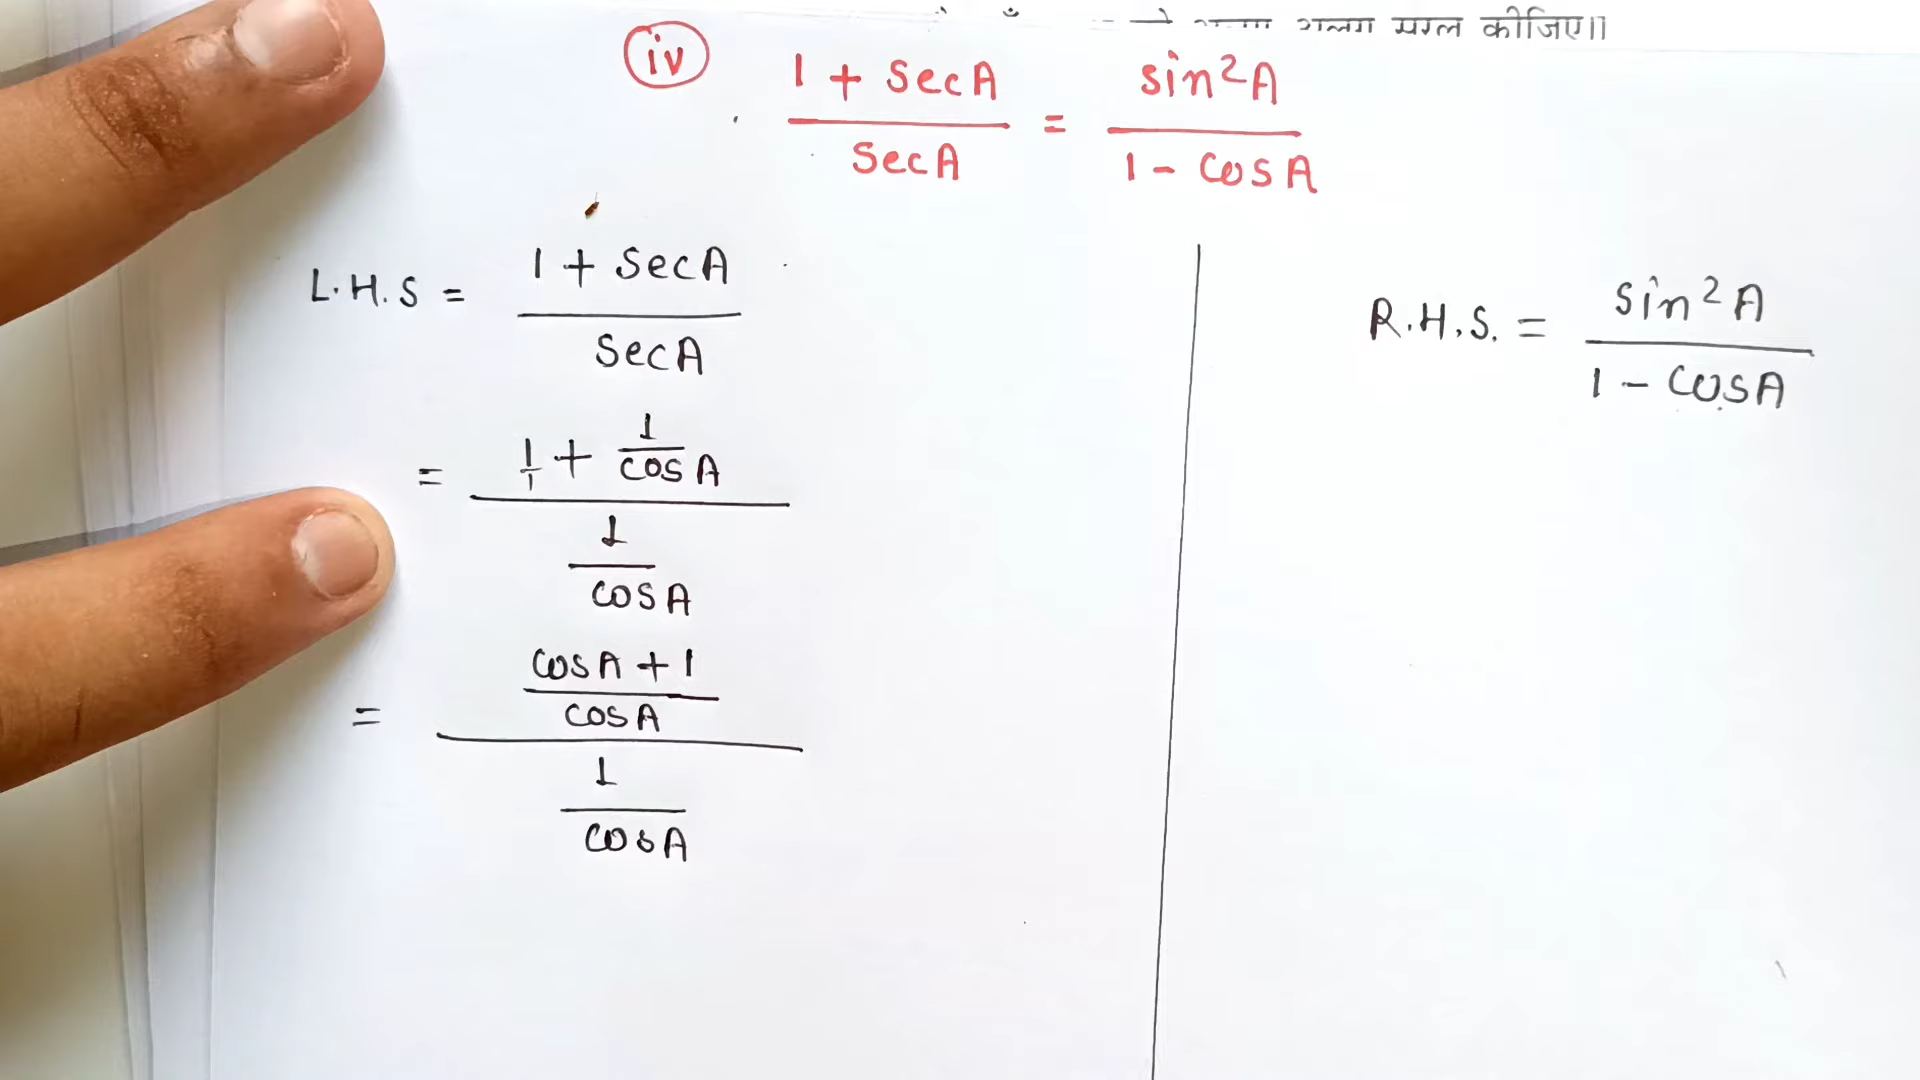 सरल कीजिए।।
iv
1 + secA / secA = sin²A / 1 - cosA
L.H.S = 1 + secA / secA
= 1/1 + 1/cosA / 1/cosA
= cosA + 1 / cosA / 1/cosA
R.H.S. = sin²A / 1 - cosA